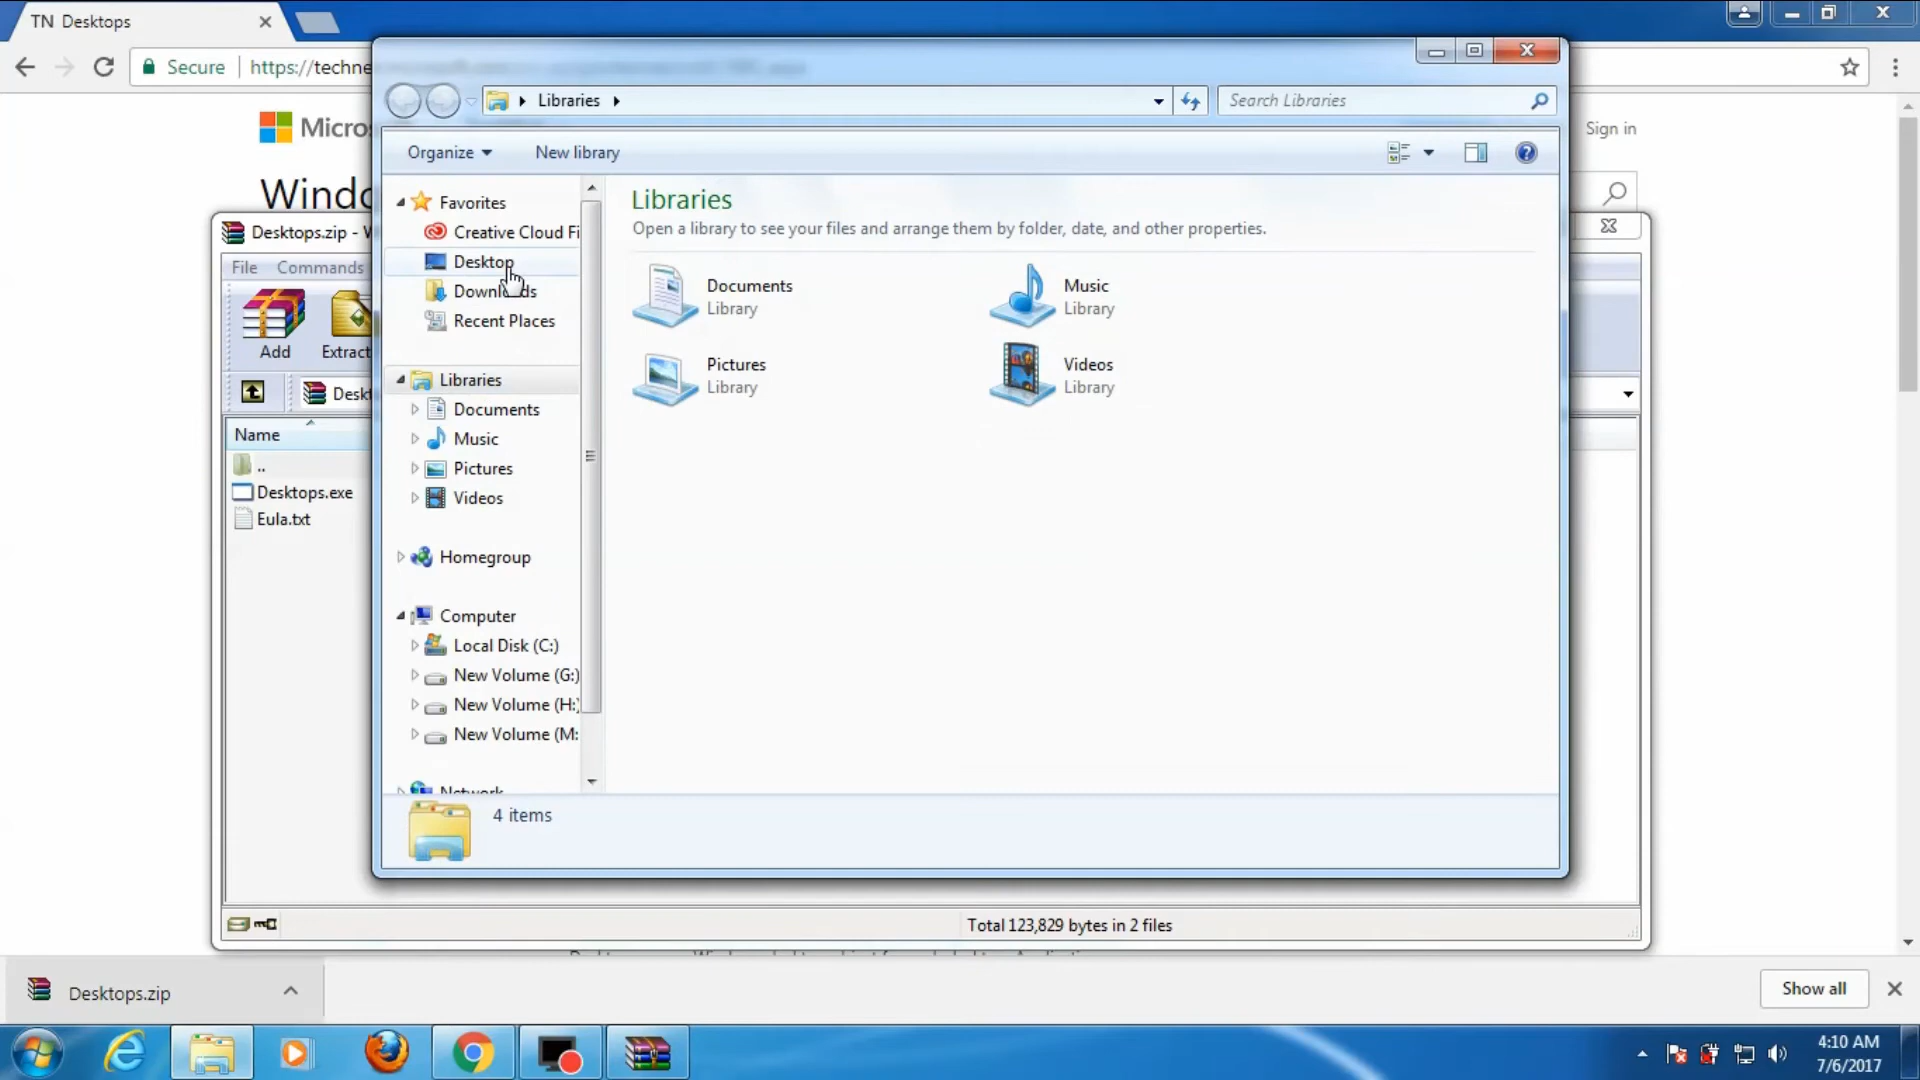 TN Desktops
Secure https://techne
Libraries
Search Libraries
Micros
Sign in
Organize
New library
Windo
Favorites
Creative Cloud Fi
Desktop
Downloads
Recent Places
Libraries
Open a library to see your files and arrange them by folder, date, and other properties.
Documents
Library
Music
Library
Pictures
Library
Videos
Library
Desktops.zip - W
File Commands
Add
Extract
Deskt
Name
..
Desktops.exe
Eula.txt
Libraries
Documents
Music
Pictures
Videos
Homegroup
Computer
Local Disk (C:)
New Volume (G:)
New Volume (H:)
New Volume (M:
Network
4 items
Total 123,829 bytes in 2 files
Desktops.zip
Show all
4:10 AM
7/6/2017